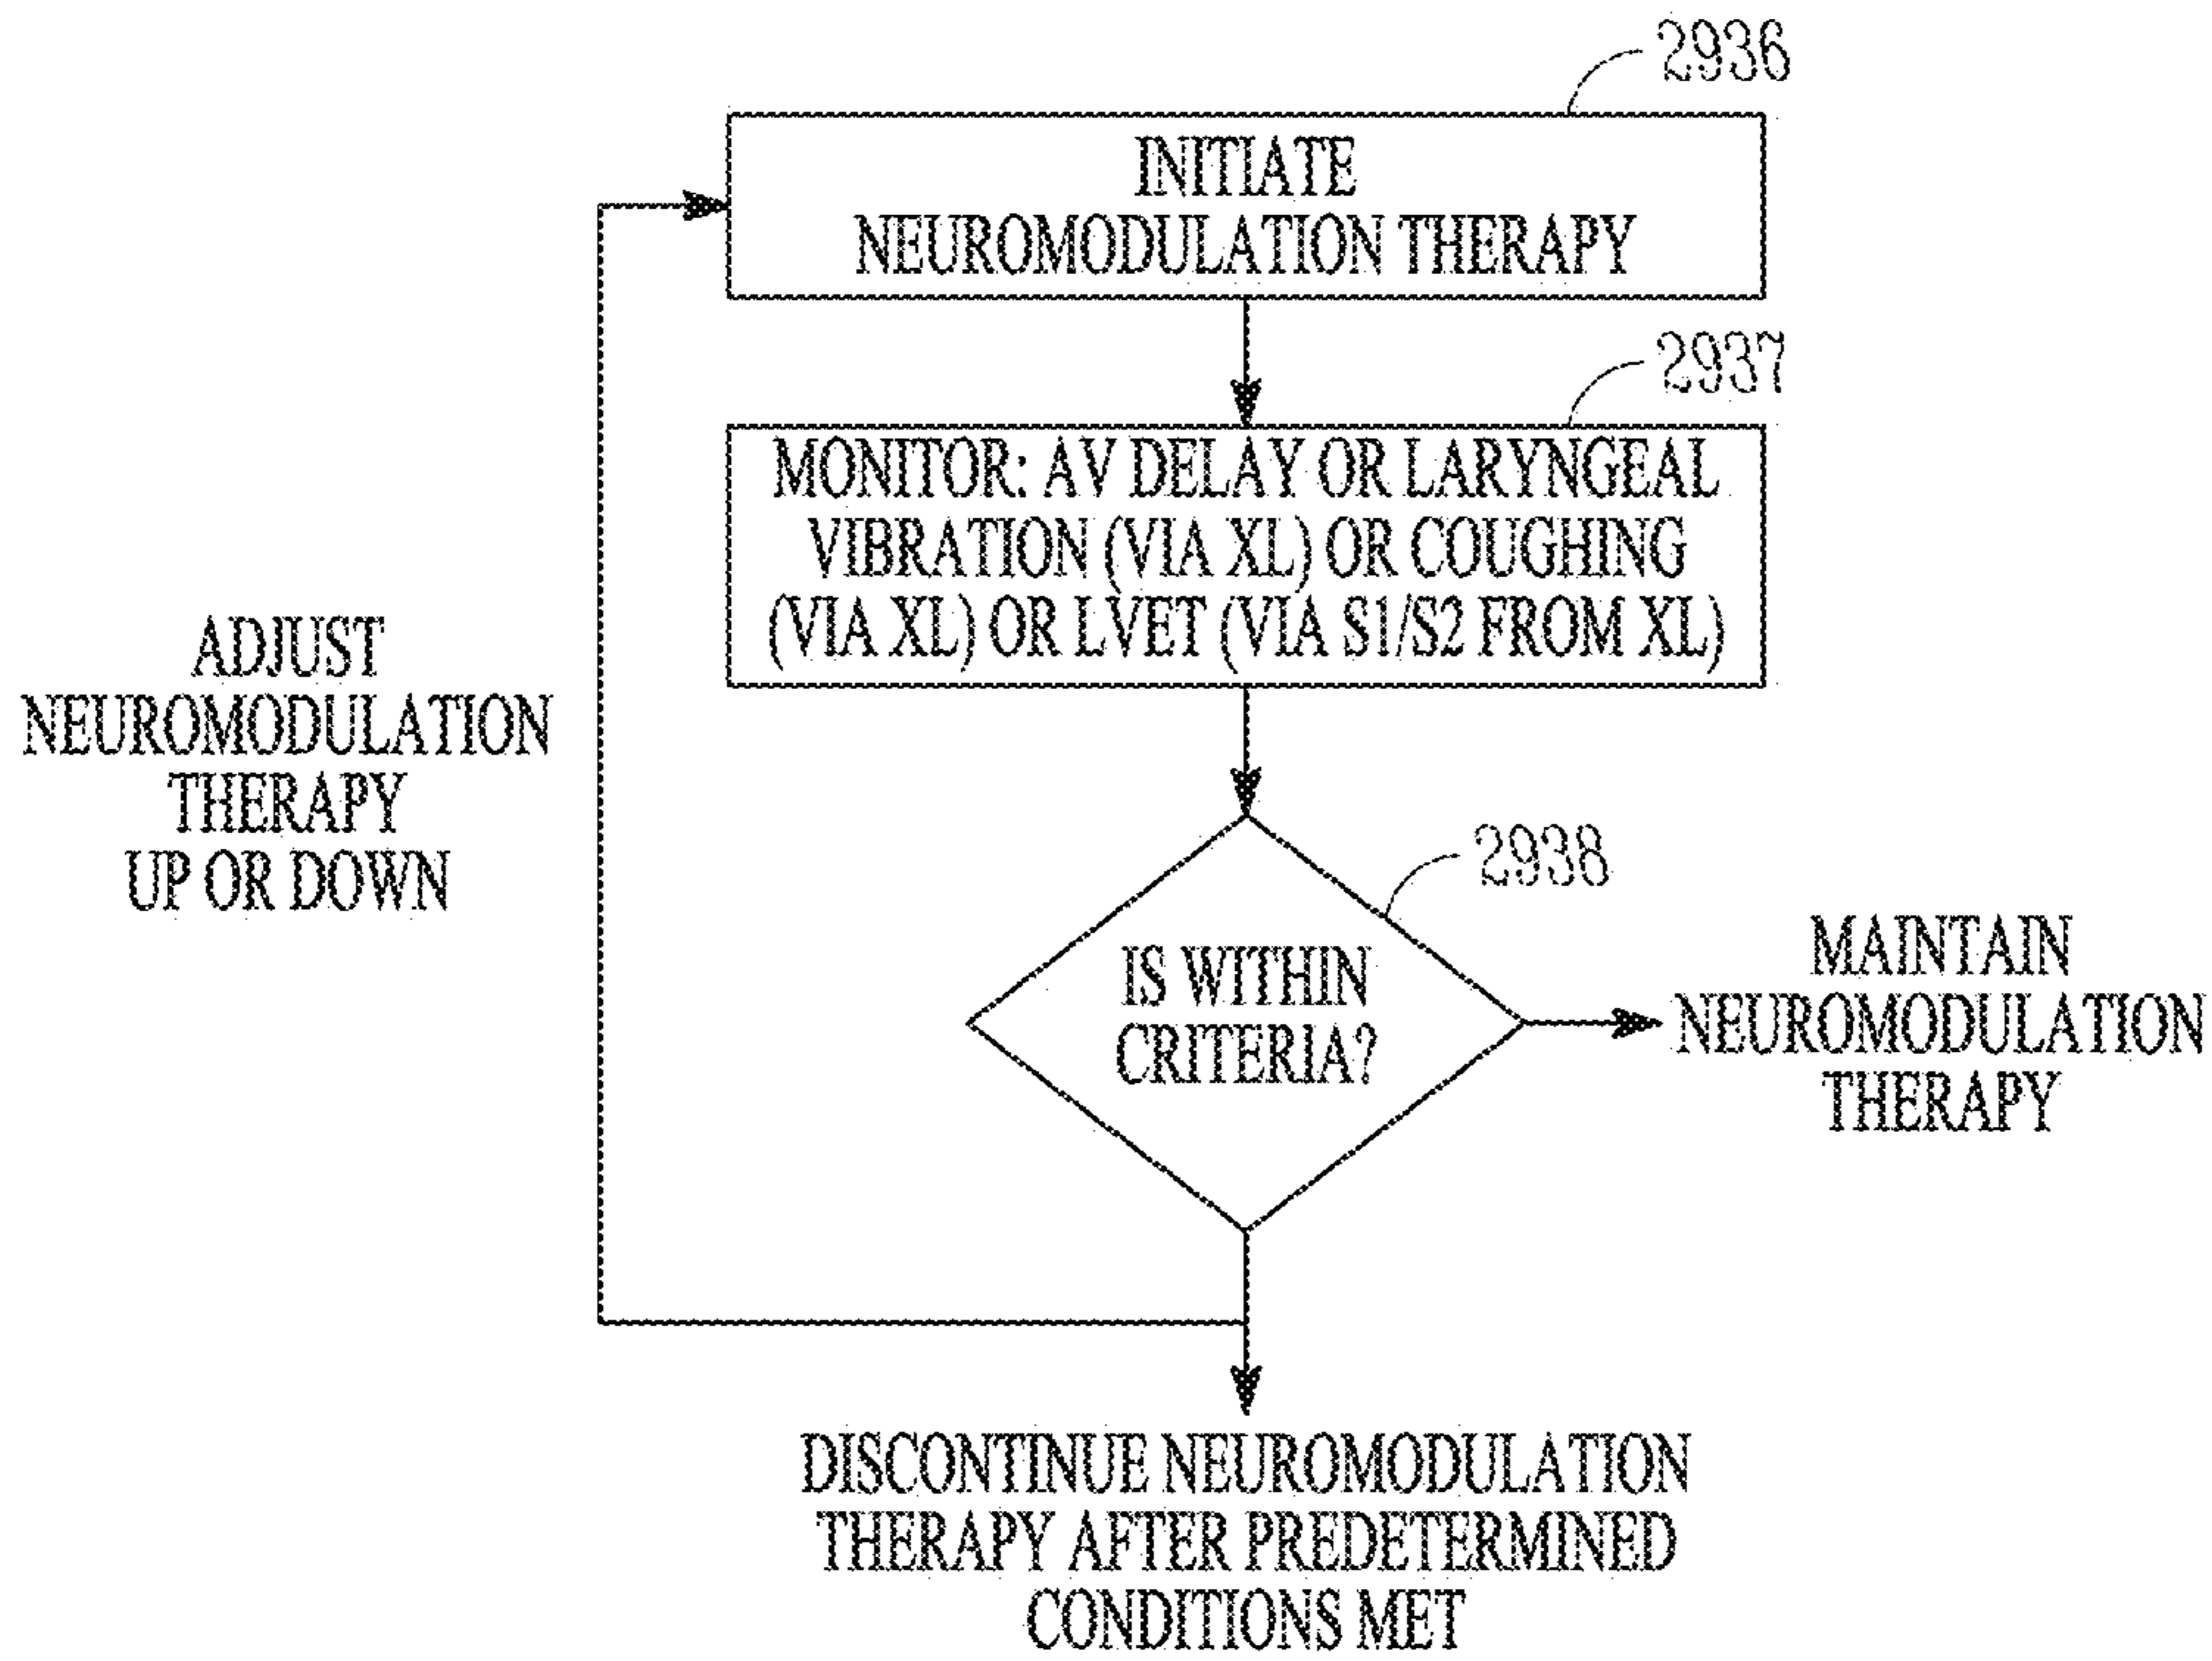 2936
INITIATE
NEUROMODULATION THERAPY
2937
MONITOR: AV DELAY OR LARYNGEAL
VIBRATION (VIA XL) OR COUGHING
(VIA XL) OR LVET (VIA S1/S2 FROM XL)
ADJUST
NEUROMODULATION
THERAPY
UP OR DOWN
2938
IS WITHIN
CRITERIA?
MAINTAIN
NEUROMODULATION
THERAPY
DISCONTINUE NEUROMODULATION
THERAPY AFTER PREDETERMINED
CONDITIONS MET